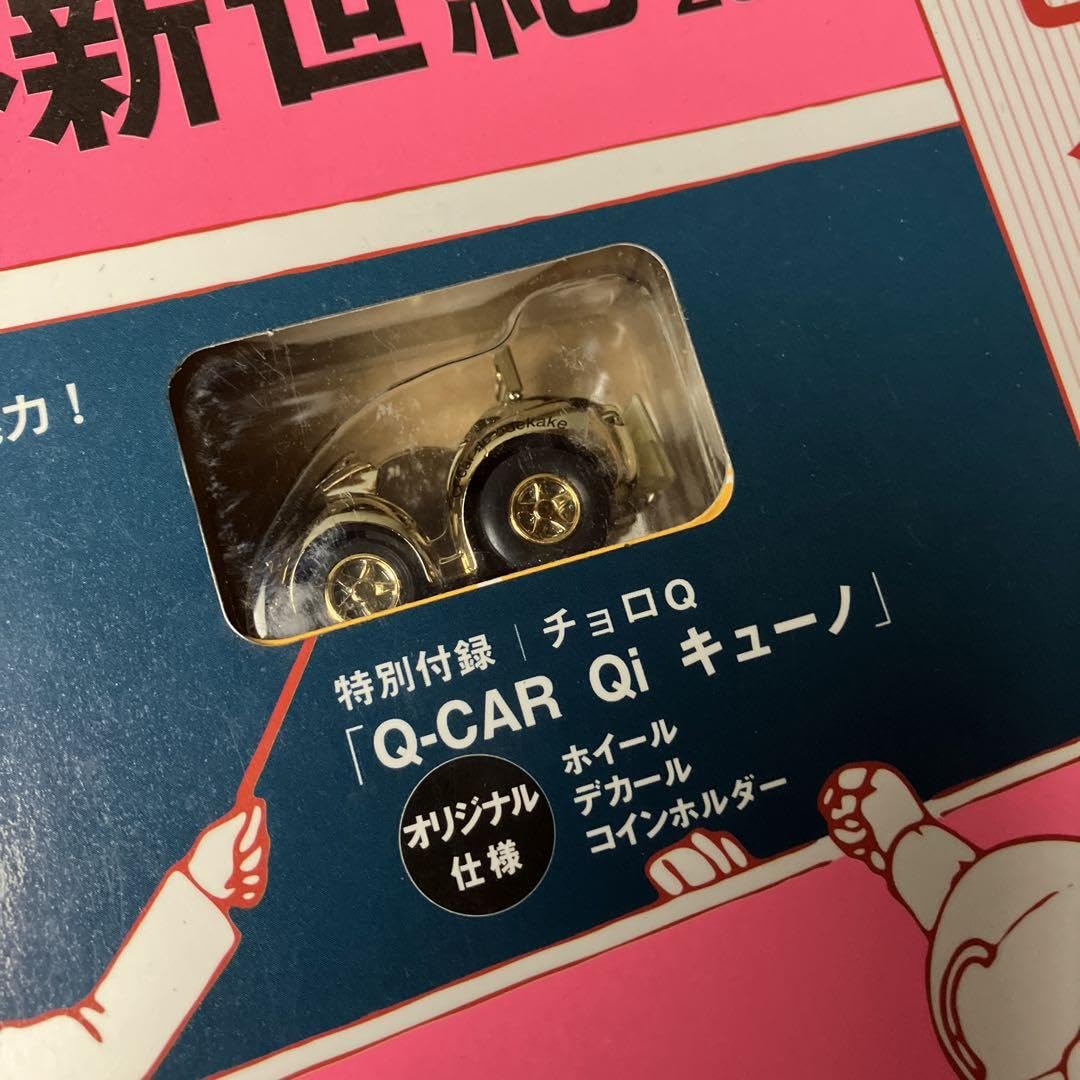 新世紀
力！
特別付録｜チョロQ
「Q-CAR Qi キューノ」
オリジナル
仕様
ホイール
デカール
コインホルダー